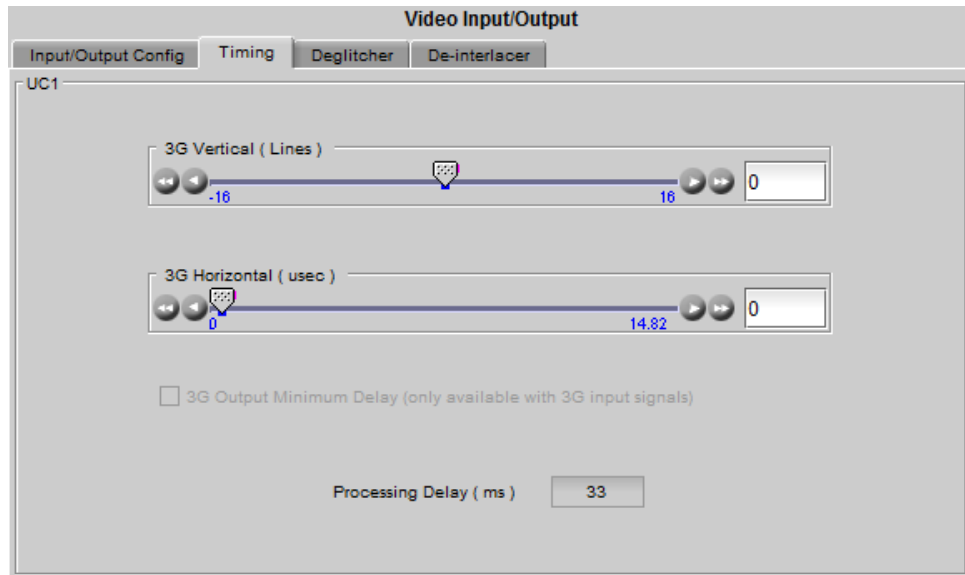 Video Input/Output
Input/Output Config Timing Deglitcher De-interlacer
UC1
3G Vertical ( Lines )
-16 16 0
3G Horizontal ( usec )
0 14.82 0
3G Output Minimum Delay (only available with 3G input signals)
Processing Delay ( ms ) 33